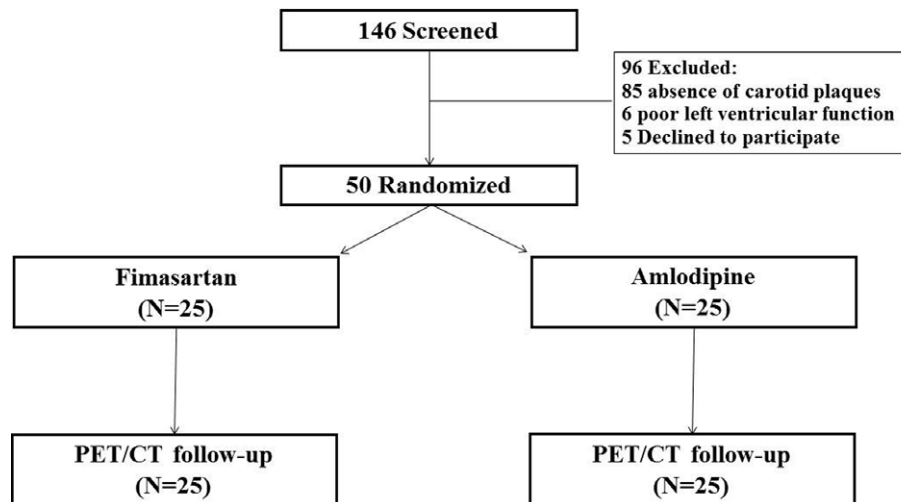 146 Screened
96 Excluded:
85 absence of carotid plaques
6 poor left ventricular function
5 Declined to participate
50 Randomized
Fimasartan
(N=25)
Amlodipine
(N=25)
PET/CT follow-up
(N=25)
PET/CT follow-up
(N=25)